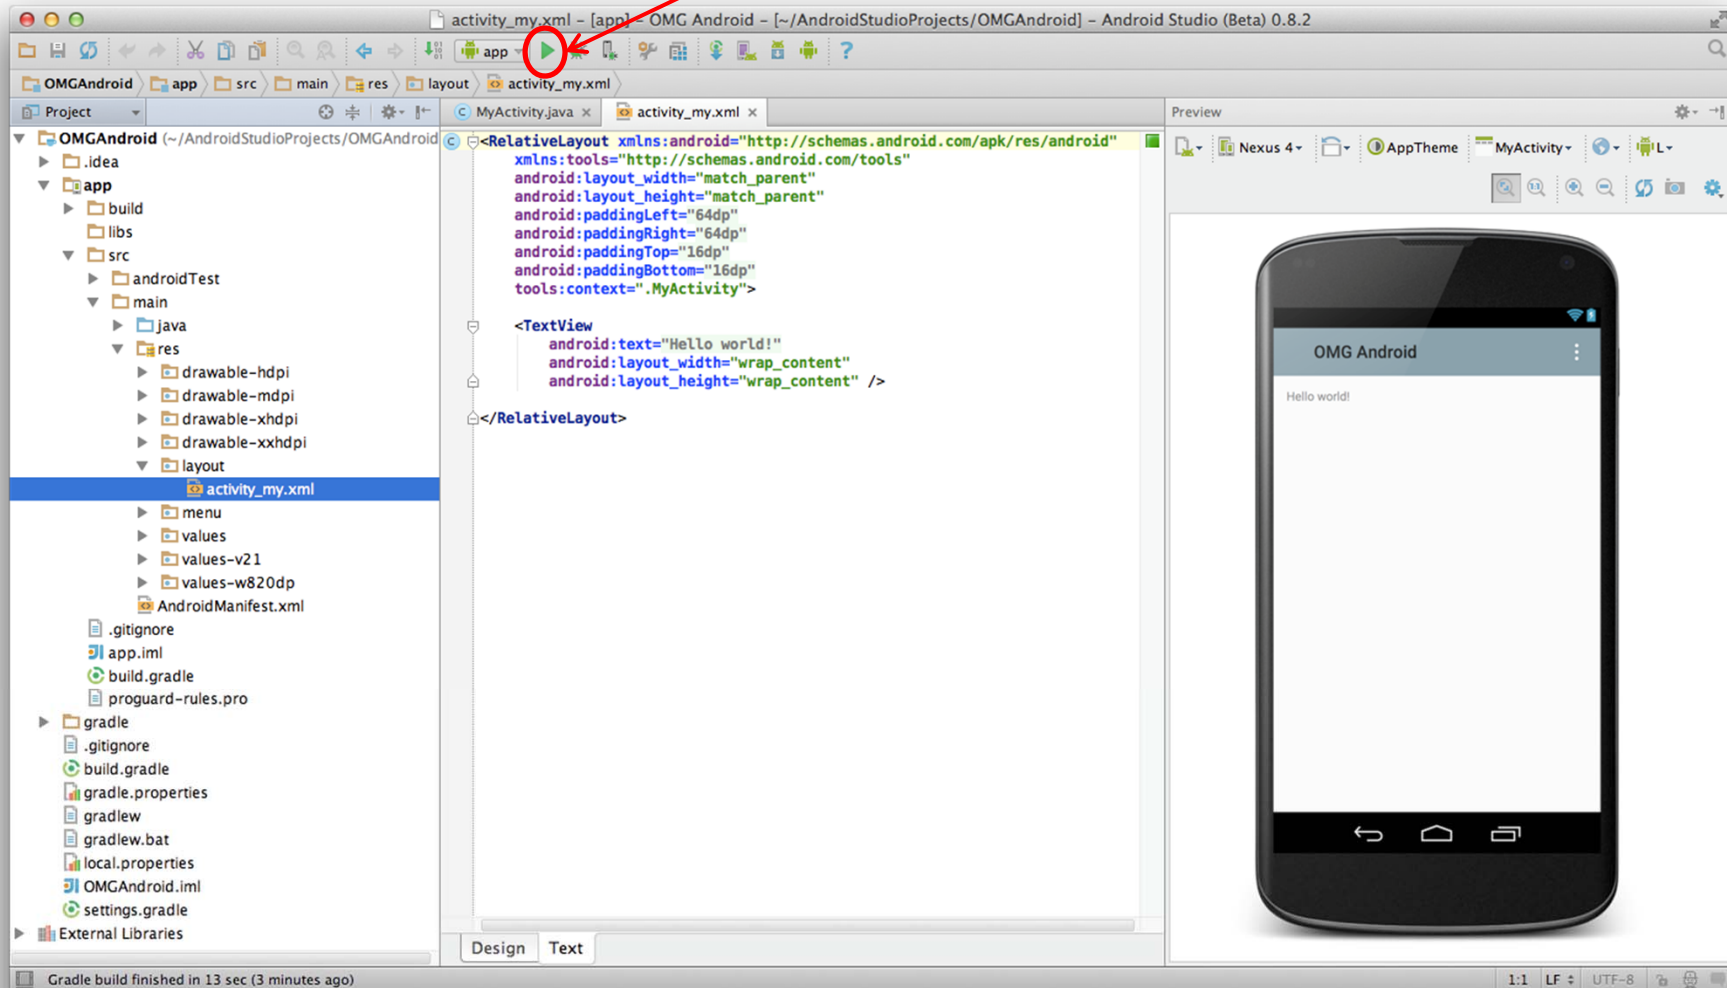 activity_my.xml - [app] - OMG Android - [~/AndroidStudioProjects/OMGAndroid] - Android Studio (Beta) 0.8.2
app
?
OMGAndroid app src main res layout activity_my.xml
Project
MyActivity.java
activity_my.xml
Preview
OMGAndroid (~/AndroidStudioProjects/OMGAndroid
.idea
app
build
libs
src
androidTest
main
java
res
drawable-hdpi
drawable-mdpi
drawable-xhdpi
drawable-xxhdpi
layout
activity_my.xml
menu
values
values-v21
values-w820dp
AndroidManifest.xml
.gitignore
app.iml
build.gradle
proguard-rules.pro
gradle
.gitignore
build.gradle
gradle.properties
gradlew
gradlew.bat
local.properties
OMGAndroid.iml
settings.gradle
External Libraries
<RelativeLayout xmlns:android="http://schemas.android.com/apk/res/android"
xmlns:tools="http://schemas.android.com/tools"
android:layout_width="match_parent"
android:layout_height="match_parent"
android:paddingLeft="64dp"
android:paddingRight="64dp"
android:paddingTop="16dp"
android:paddingBottom="16dp"
tools:context=".MyActivity">
<TextView
android:text="Hello world!"
android:layout_width="wrap_content"
android:layout_height="wrap_content" />
</RelativeLayout>
Design Text
Nexus 4 AppTheme MyActivity L
1:1
OMG Android
Hello world!
Gradle build finished in 13 sec (3 minutes ago)
1:1 LF UTF-8